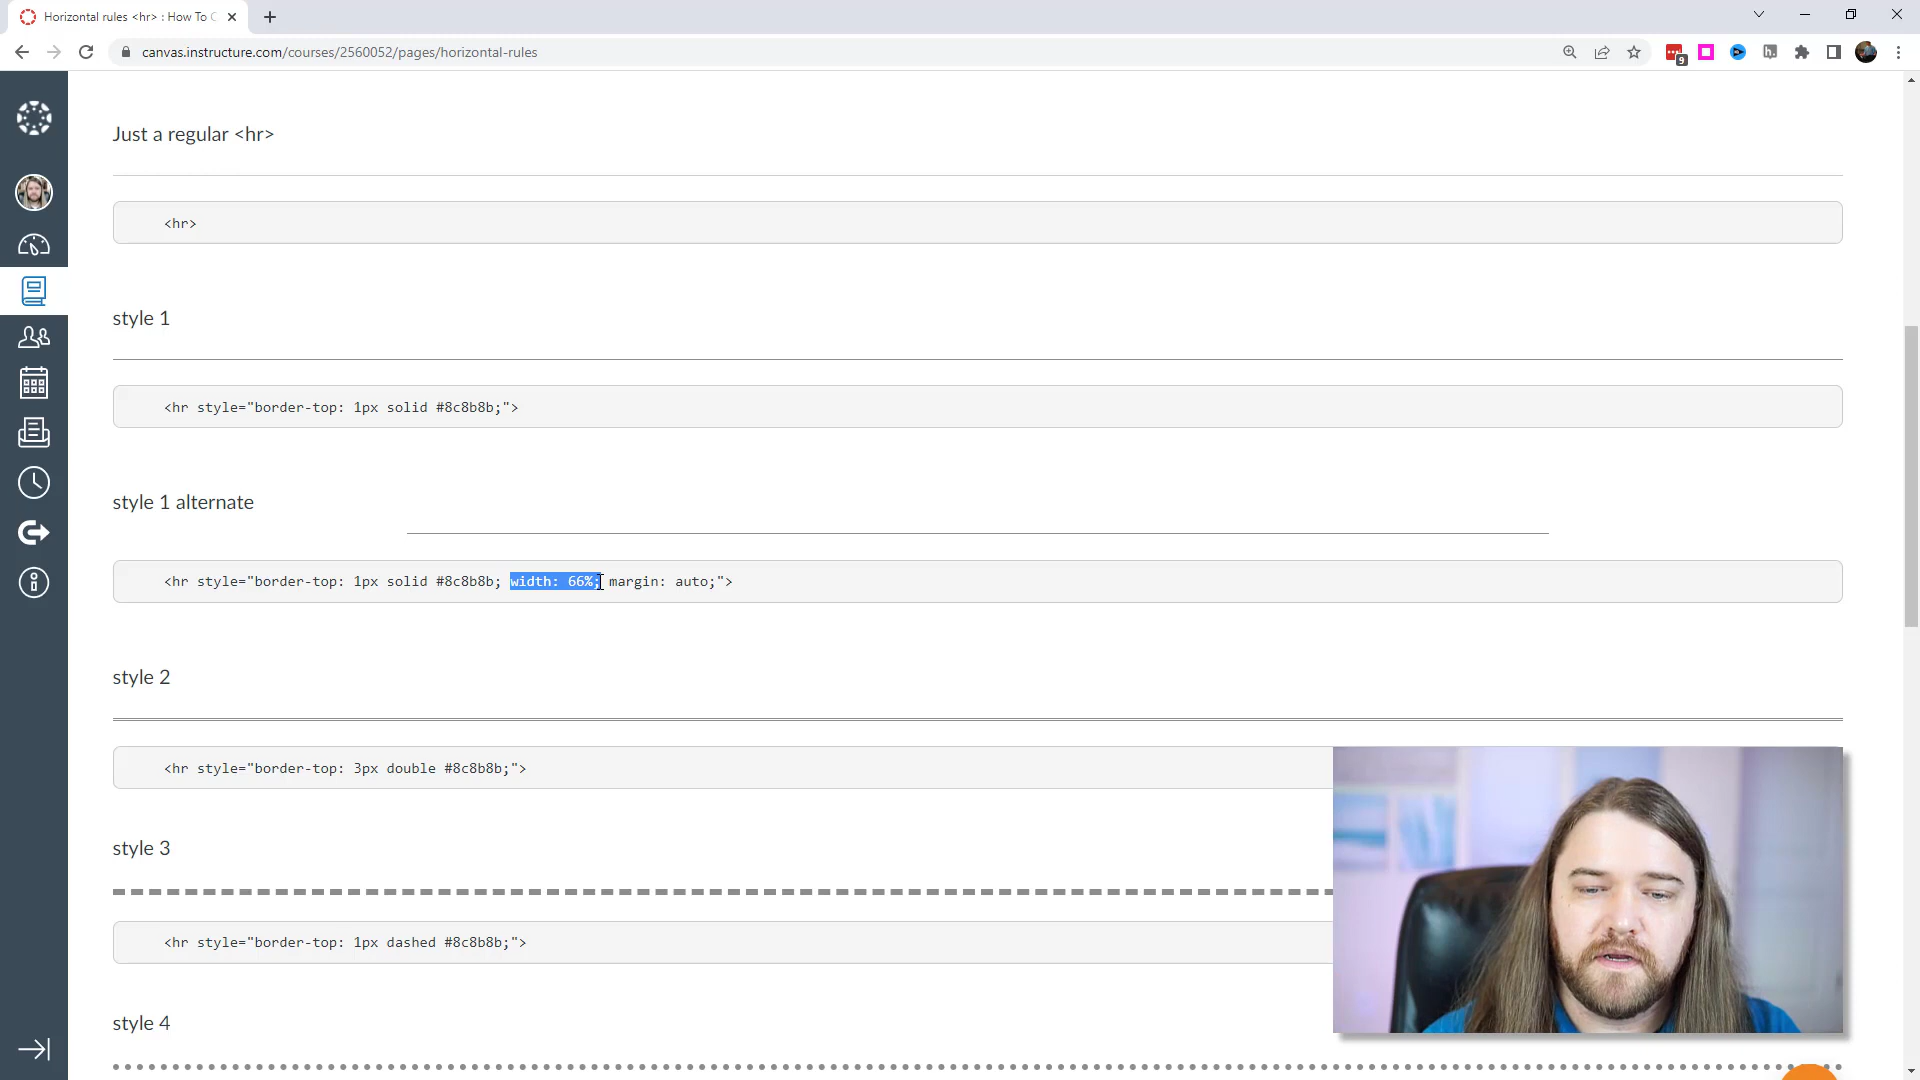 Horizontal rules <hr> : How To C
canvas.instructure.com/courses/2560052/pages/horizontal-rules
9
h.
Just a regular <hr>
<hr>
style 1
<hr style="border-top: 1px solid #8c8b8b;">
style 1 alternate
<hr style="border-top: 1px solid #8c8b8b; width: 66%; margin: auto;">
style 2
<hr style="border-top: 3px double #8c8b8b;">
style 3
<hr style="border-top: 1px dashed #8c8b8b;">
style 4